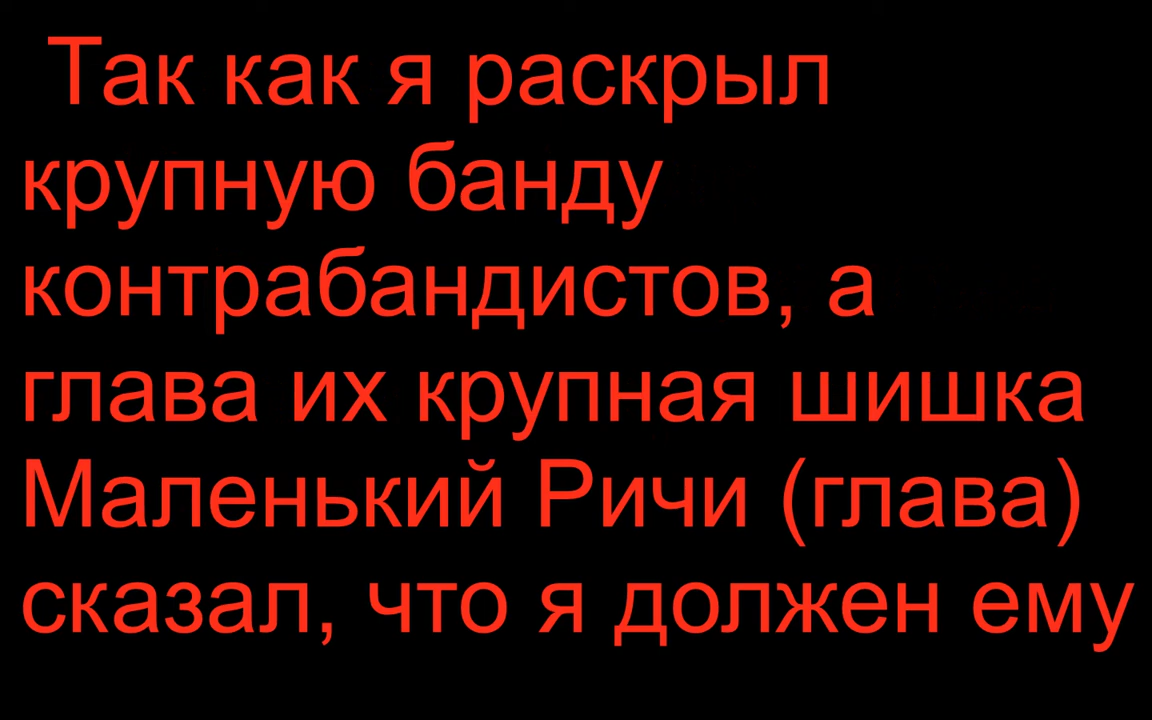 Так как я раскрыл
крупную банду
контрабандистов, а
глава их крупная шишка
Маленький Ричи (глава)
сказал, что я должен ему